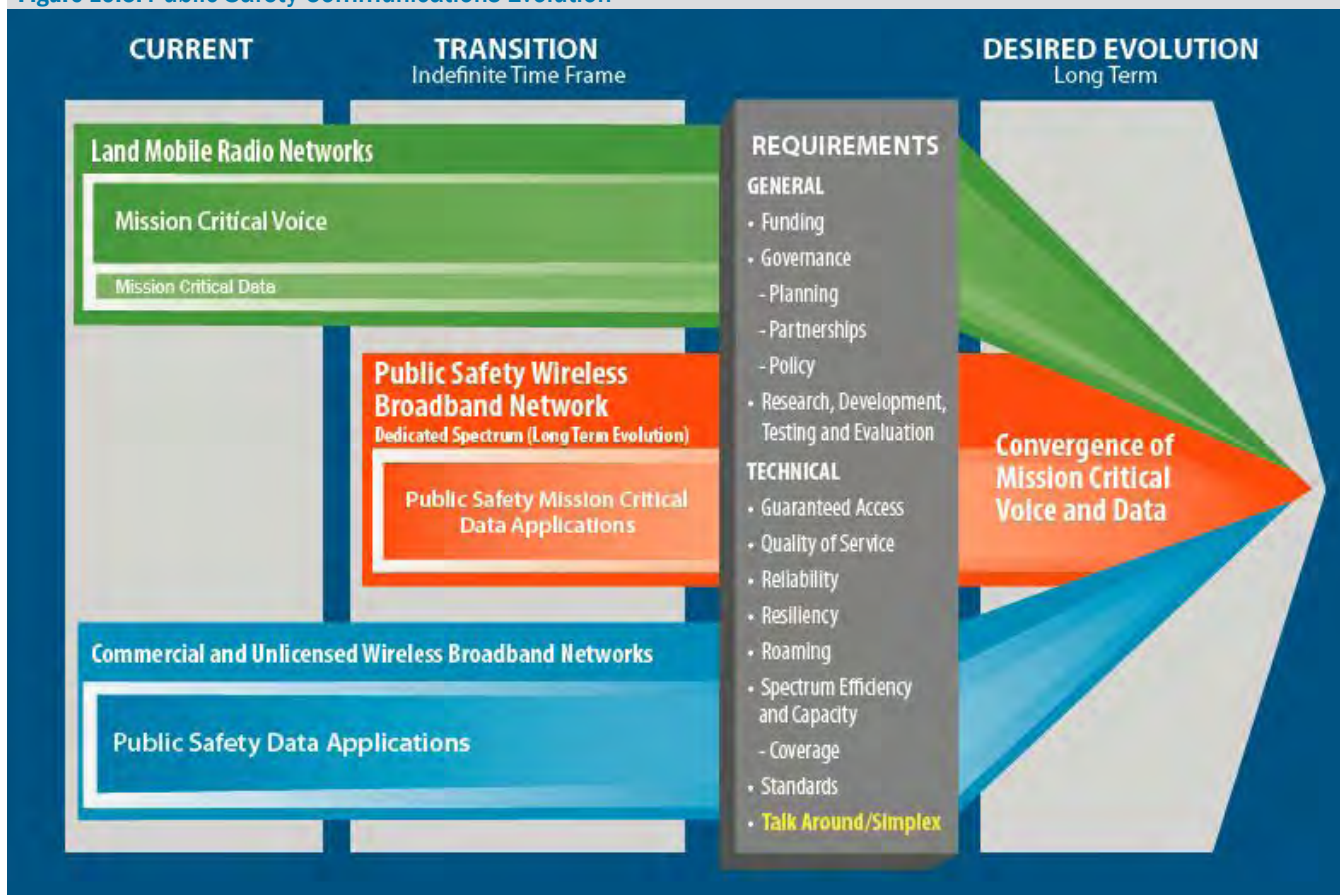 CURRENT
TRANSITION
Indefinite Time Frame
DESIRED EVOLUTION
Long Term
Land Mobile Radio Networks
Mission Critical Voice
Mission Critical Data
Public Safety Wireless
Broadband Network
Dedicated Spectrum (Long Term Evolution)
Public Safety Mission Critical
Data Applications
Commercial and Unlicensed Wireless Broadband Networks
Public Safety Data Applications
REQUIREMENTS
GENERAL
• Funding
• Governance
- Planning
- Partnerships
- Policy
• Research, Development,
Testing and Evaluation
TECHNICAL
• Guaranteed Access
• Quality of Service
• Reliability
• Resiliency
• Roaming
• Spectrum Efficiency
and Capacity
- Coverage
• Standards
• Talk Around/Simplex
Convergence of
Mission Critical
Voice and Data